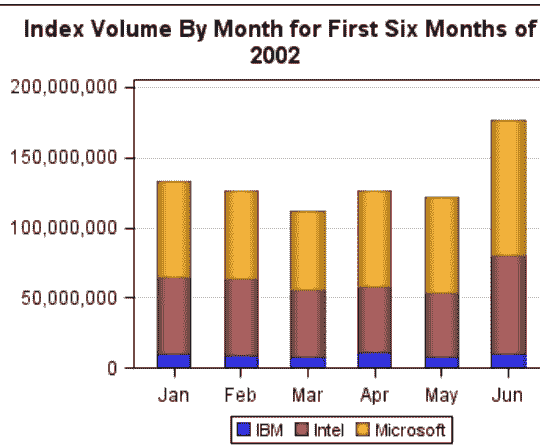 Index Volume By Month for First Six Months of
2002
200,000,000
150,000,000
100,000,000
50,000,000
0
Jan Feb Mar Apr May Jun
IBM Intel Microsoft